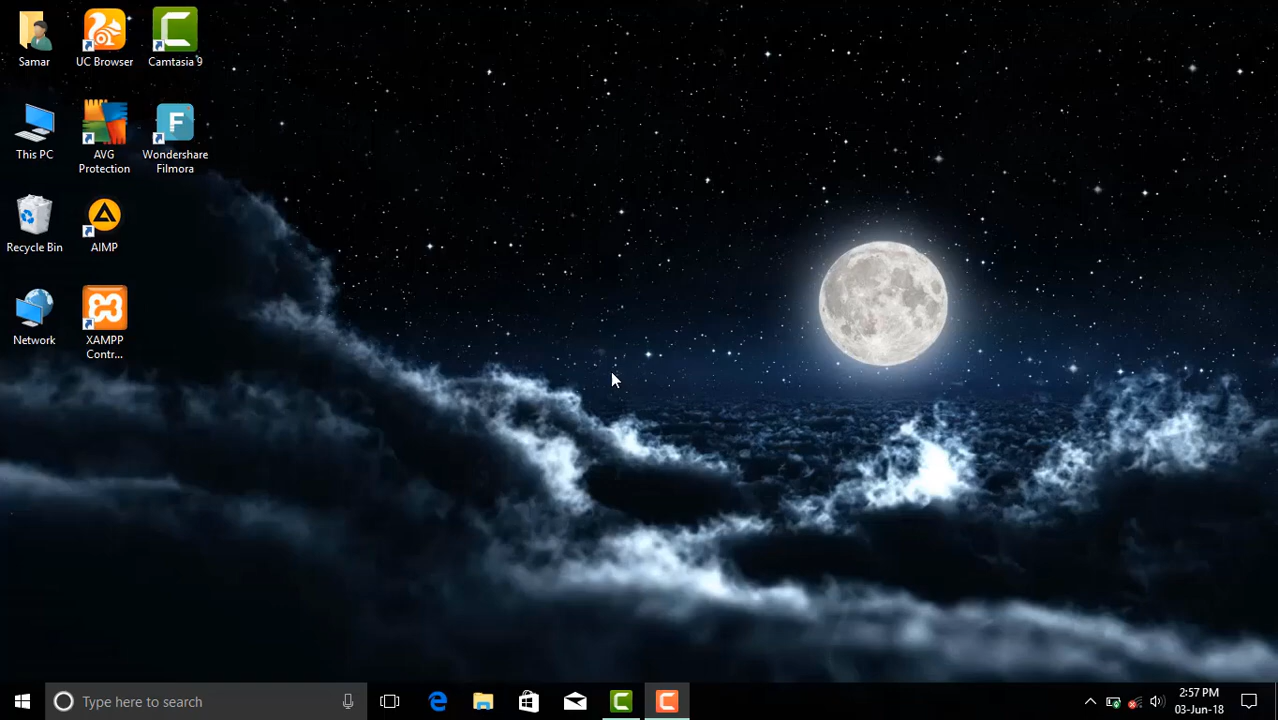 Samar
UC Browser
Camtasia 9
This PC
AVG
Protection
Wondershare
Filmora
Recycle Bin
AIMP
Network
XAMPP
Contr...
Type here to search
2:57 PM
03-Jun-18